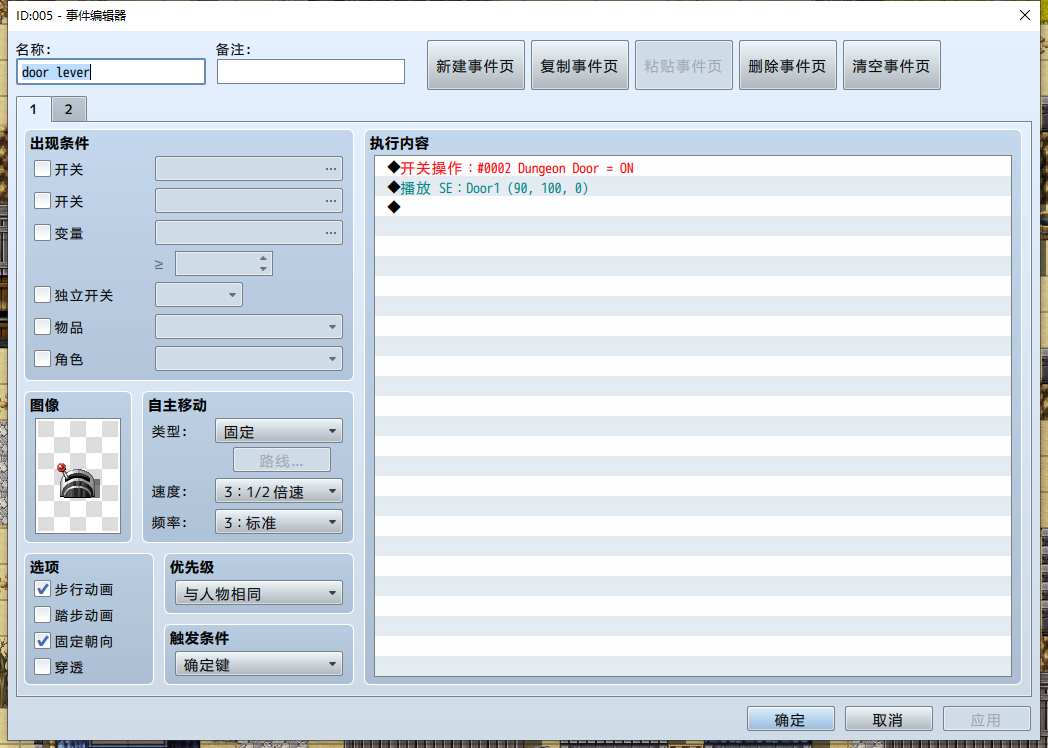 ID:005 - 事件编辑器
名称:
备注:
door lever
新建事件页
复制事件页
粘贴事件页
删除事件页
清空事件页
1
2
出现条件
开关
...
开关
...
变量
...
≥
独立开关
物品
角色
图像
自主移动
类型:
固定
路线...
速度:
3：1/2 倍速
频率:
3：标准
选项
步行动画
踏步动画
固定朝向
穿透
优先级
与人物相同
触发条件
确定键
执行内容
◆开关操作：#0002 Dungeon Door = ON
◆播放 SE：Door1 (90, 100, 0)
◆
确定
取消
应用